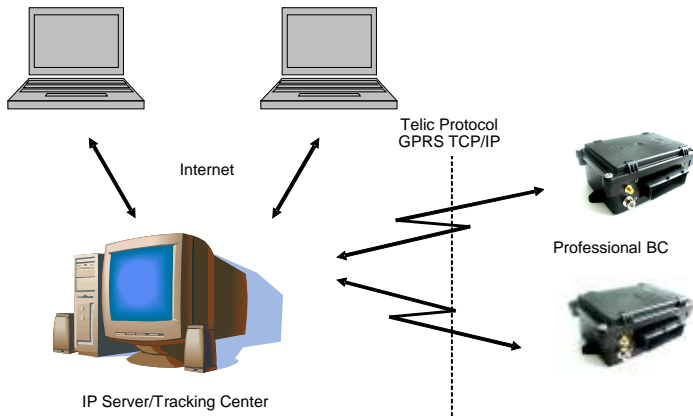 Telic Protocol
GPRS TCP/IP
Internet
Professional BC
IP Server/Tracking Center